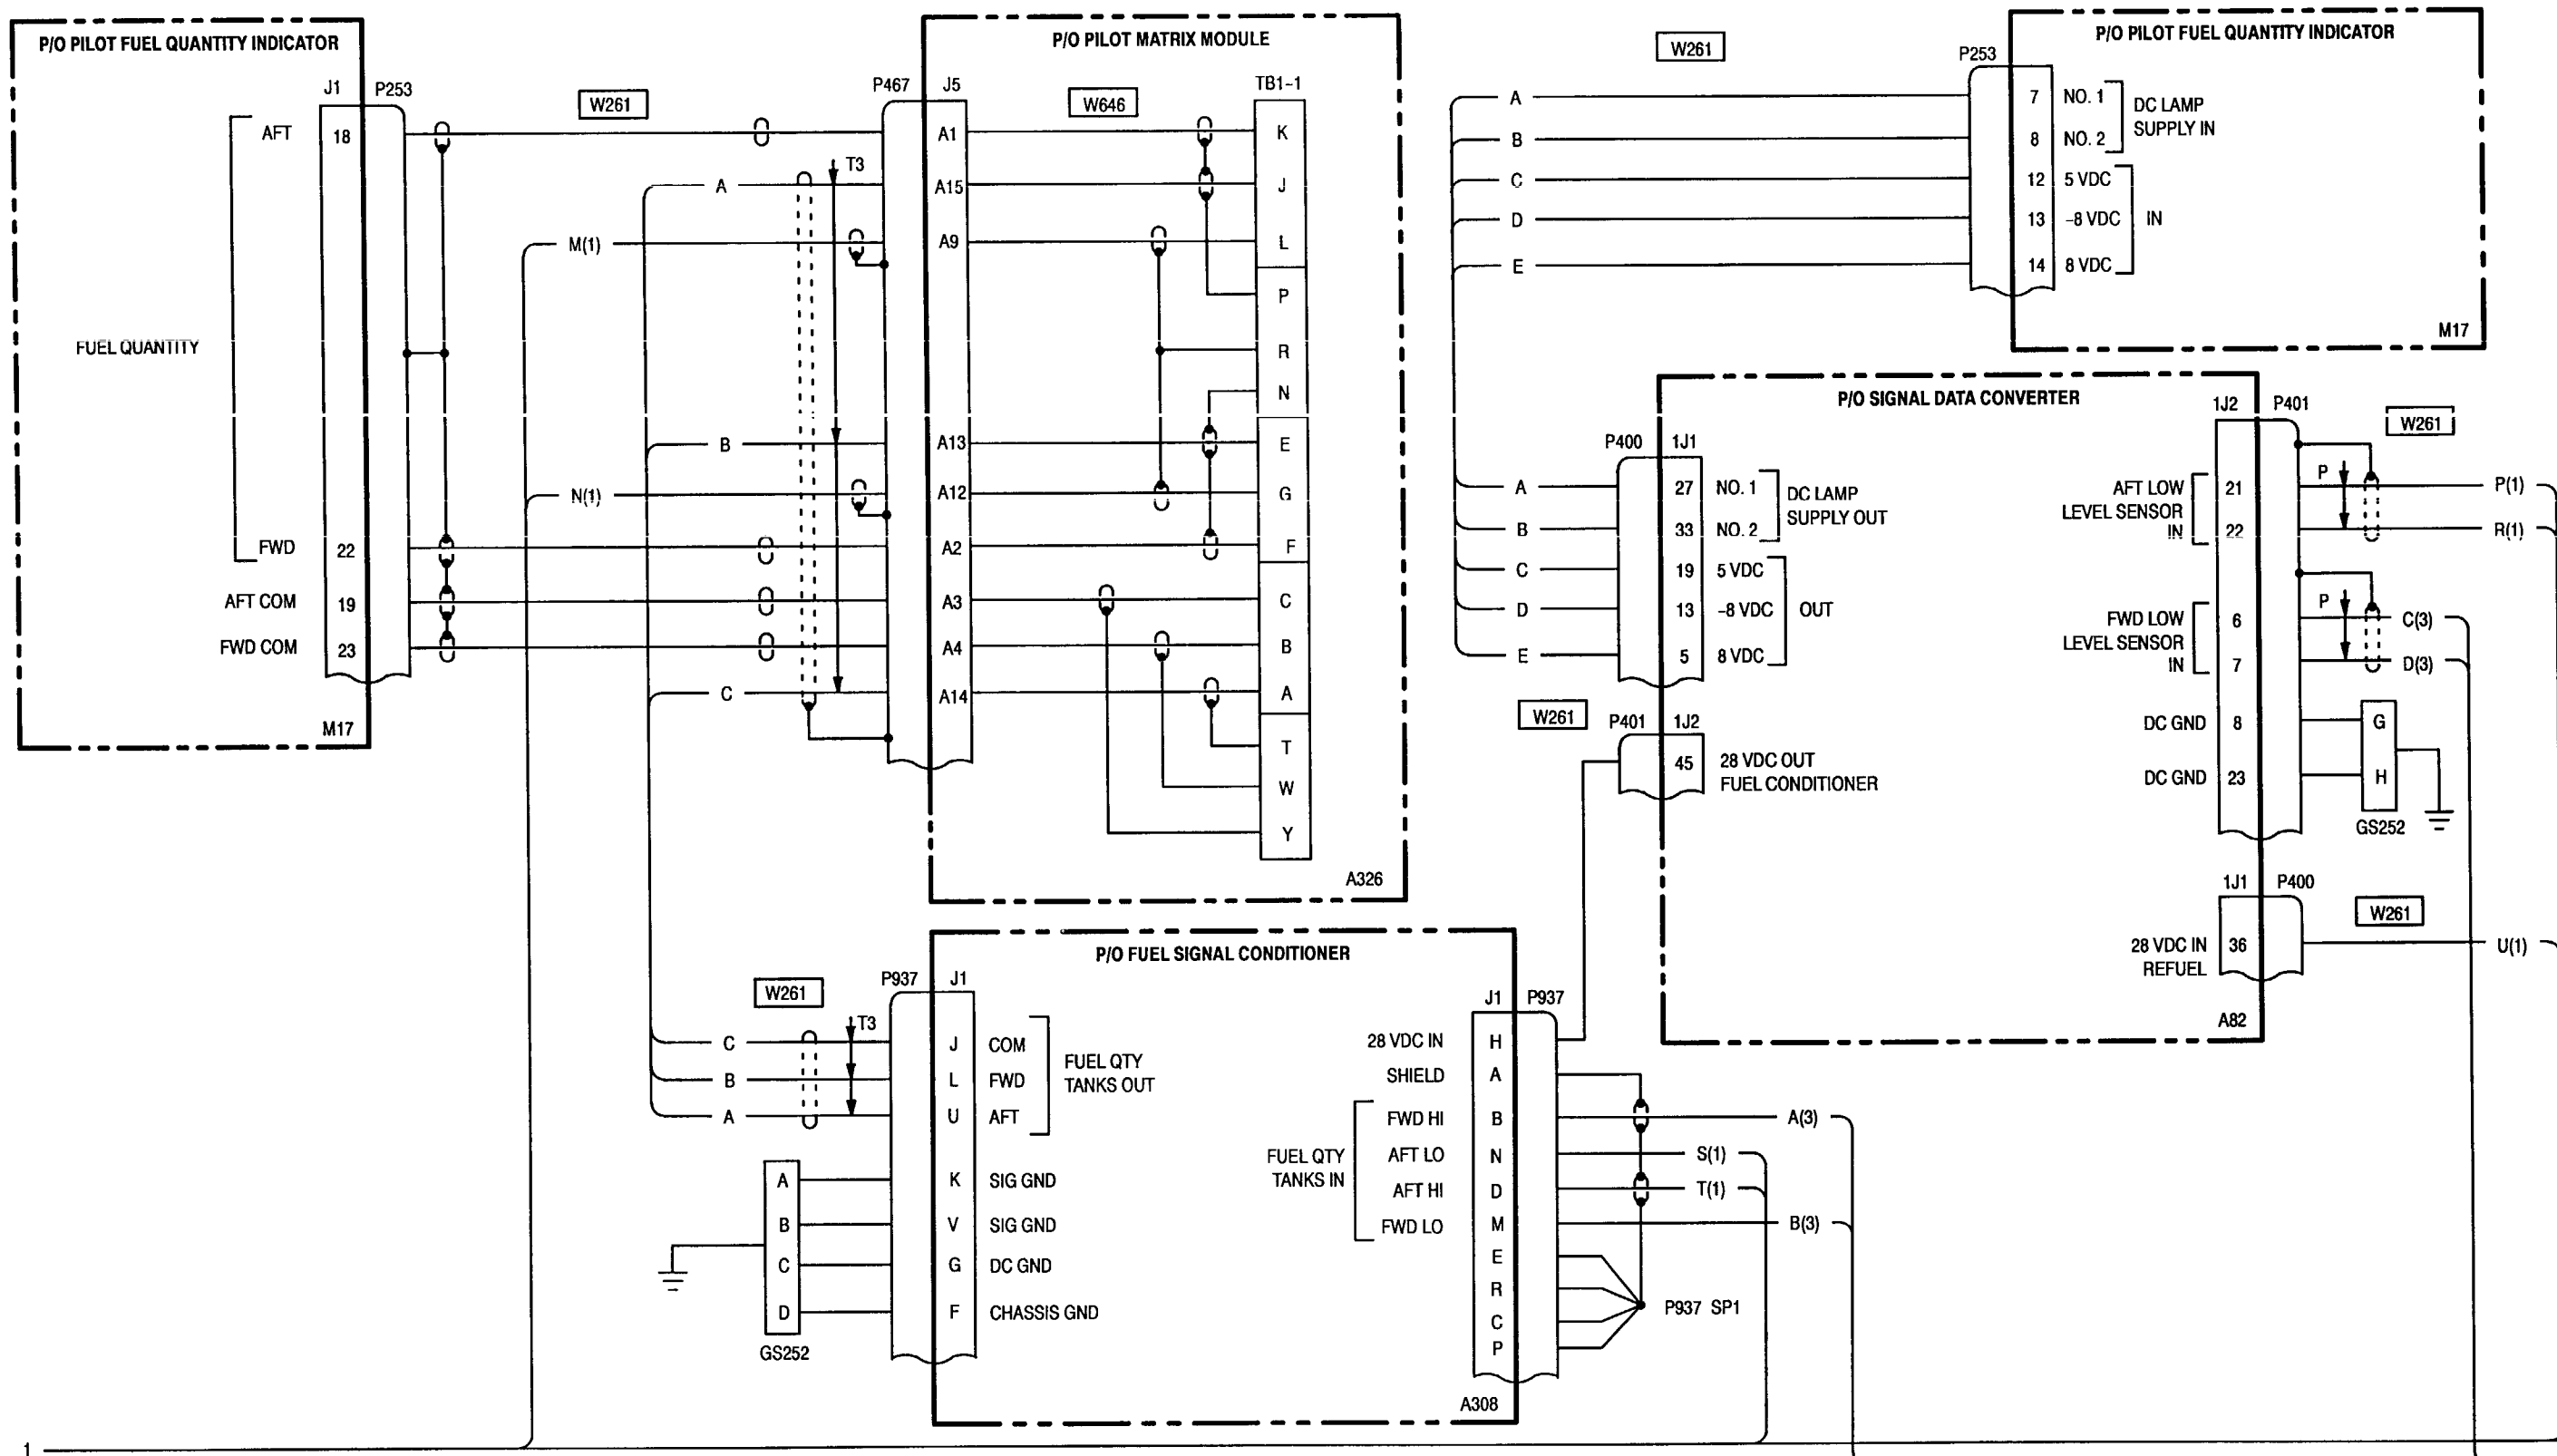 P/O PILOT FUEL QUANTITY INDICATOR
J1 P253
W261
AFT 18
FUEL QUANTITY
FWD 22
AFT COM 19
FWD COM 23
M17
A
T3
M(1)
B
N(1)
C
P/O PILOT MATRIX MODULE
P467 J5
W646
TB1-1
A1 K
A15 J
A9 L
P
R
N
A13 E
A12 G
A2 F
A3 C
A4 B
A14 A
T
W
Y
A326
P/O PILOT FUEL QUANTITY INDICATOR
W261
P253
A 7 NO. 1
B 8 NO. 2
DC LAMP
SUPPLY IN
C 12 5 VDC
D 13 -8 VDC
E 14 8 VDC
IN
M17
P/O SIGNAL DATA CONVERTER
P400 1J1
A 27 NO. 1
B 33 NO. 2
DC LAMP
SUPPLY OUT
C 19 5 VDC
D 13 -8 VDC
E 5 8 VDC
OUT
W261
P401 1J2
45 28 VDC OUT
FUEL CONDITIONER
1J2 P401
W261
AFT LOW
LEVEL SENSOR
IN
21 P P(1)
22 R(1)
FWD LOW
LEVEL SENSOR
IN
6 P C(3)
7 D(3)
DC GND 8 G
DC GND 23 H
GS252
1J1 P400
W261
28 VDC IN
REFUEL
36 U(1)
A82
P/O FUEL SIGNAL CONDITIONER
W261
P937 J1
T3
C J COM
B L FWD
A U AFT
FUEL QTY
TANKS OUT
A K SIG GND
B V SIG GND
C G DC GND
D F CHASSIS GND
GS252
J1 P937
28 VDC IN H
SHIELD A
FUEL QTY
TANKS IN
FWD HI B A(3)
AFT LO N S(1)
AFT HI D T(1)
FWD LO M B(3)
E
R
C
P
P937 SP1
A308
1